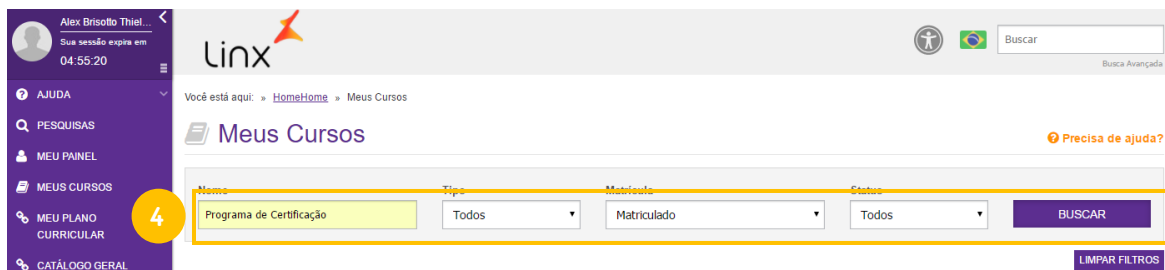 Alex Brisotto Thiel...
Sua sessão expira em
04:55:20
Linx
Buscar
Busca Avançada
AJUDA
PESQUISAS
MEU PAINEL
MEUS CURSOS
MEU PLANO
CURRICULAR
CATÁLOGO GERAL
Você está aqui: » HomeHome » Meus Cursos
Meus Cursos
Precisa de ajuda?
Nome Tipo Matrícula Status
4 Programa de Certificação Todos Matriculado Todos BUSCAR
LIMPAR FILTROS